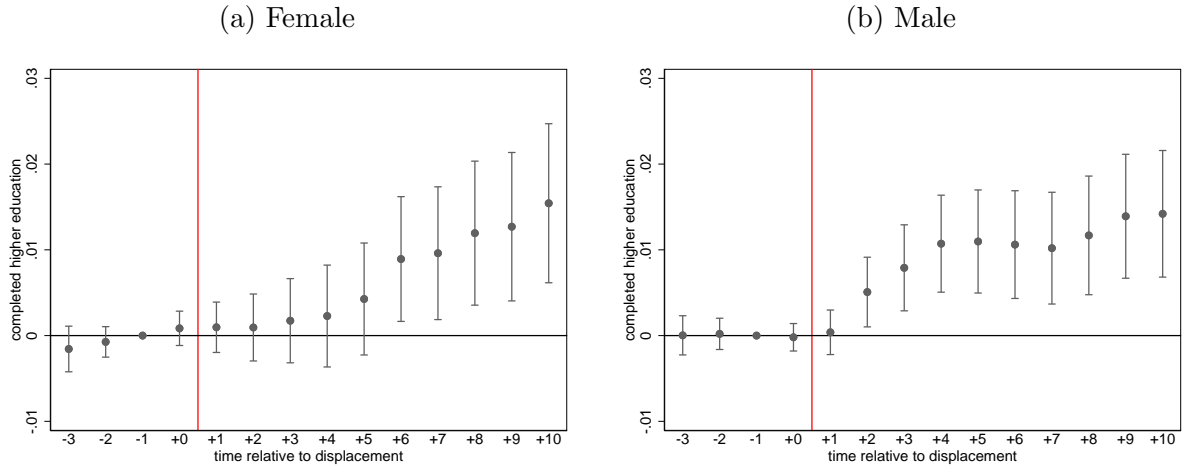 (a) Female
completed higher education
.03
.02
.01
0
-.01
-3 -2 -1 +0 +1 +2 +3 +4 +5 +6 +7 +8 +9 +10
time relative to displacement
(b) Male
completed higher education
.03
.02
.01
0
-.01
-3 -2 -1 +0 +1 +2 +3 +4 +5 +6 +7 +8 +9 +10
time relative to displacement